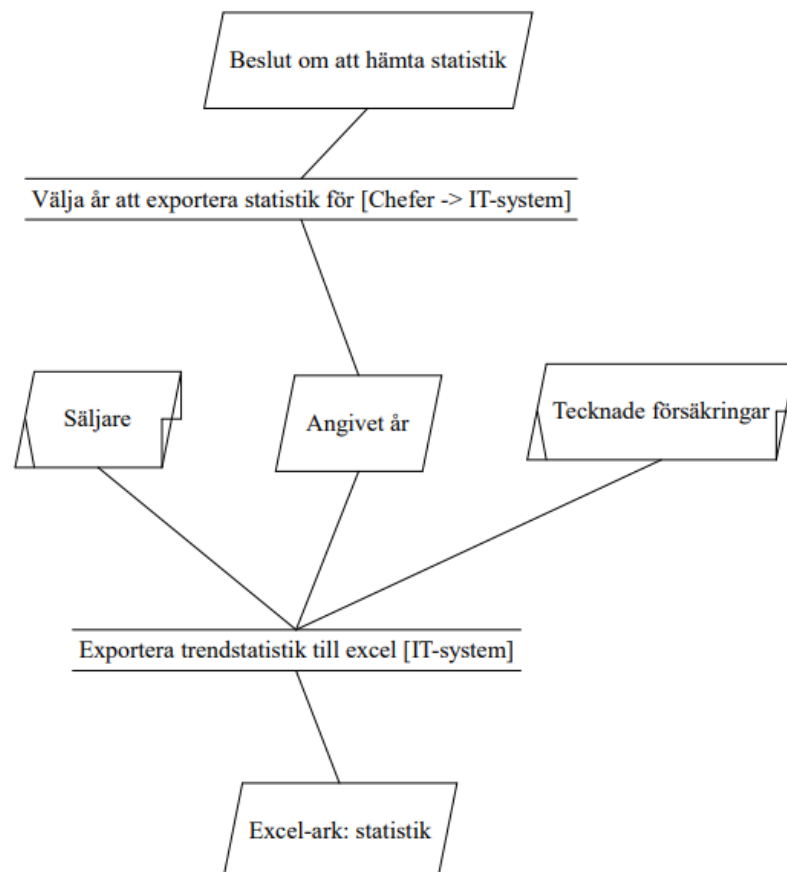 Beslut om att hämta statistik
Välja år att exportera statistik för [Chefer -> IT-system]
Säljare
Angivet år
Tecknade försäkringar
Exportera trendstatistik till excel [IT-system]
Excel-ark: statistik